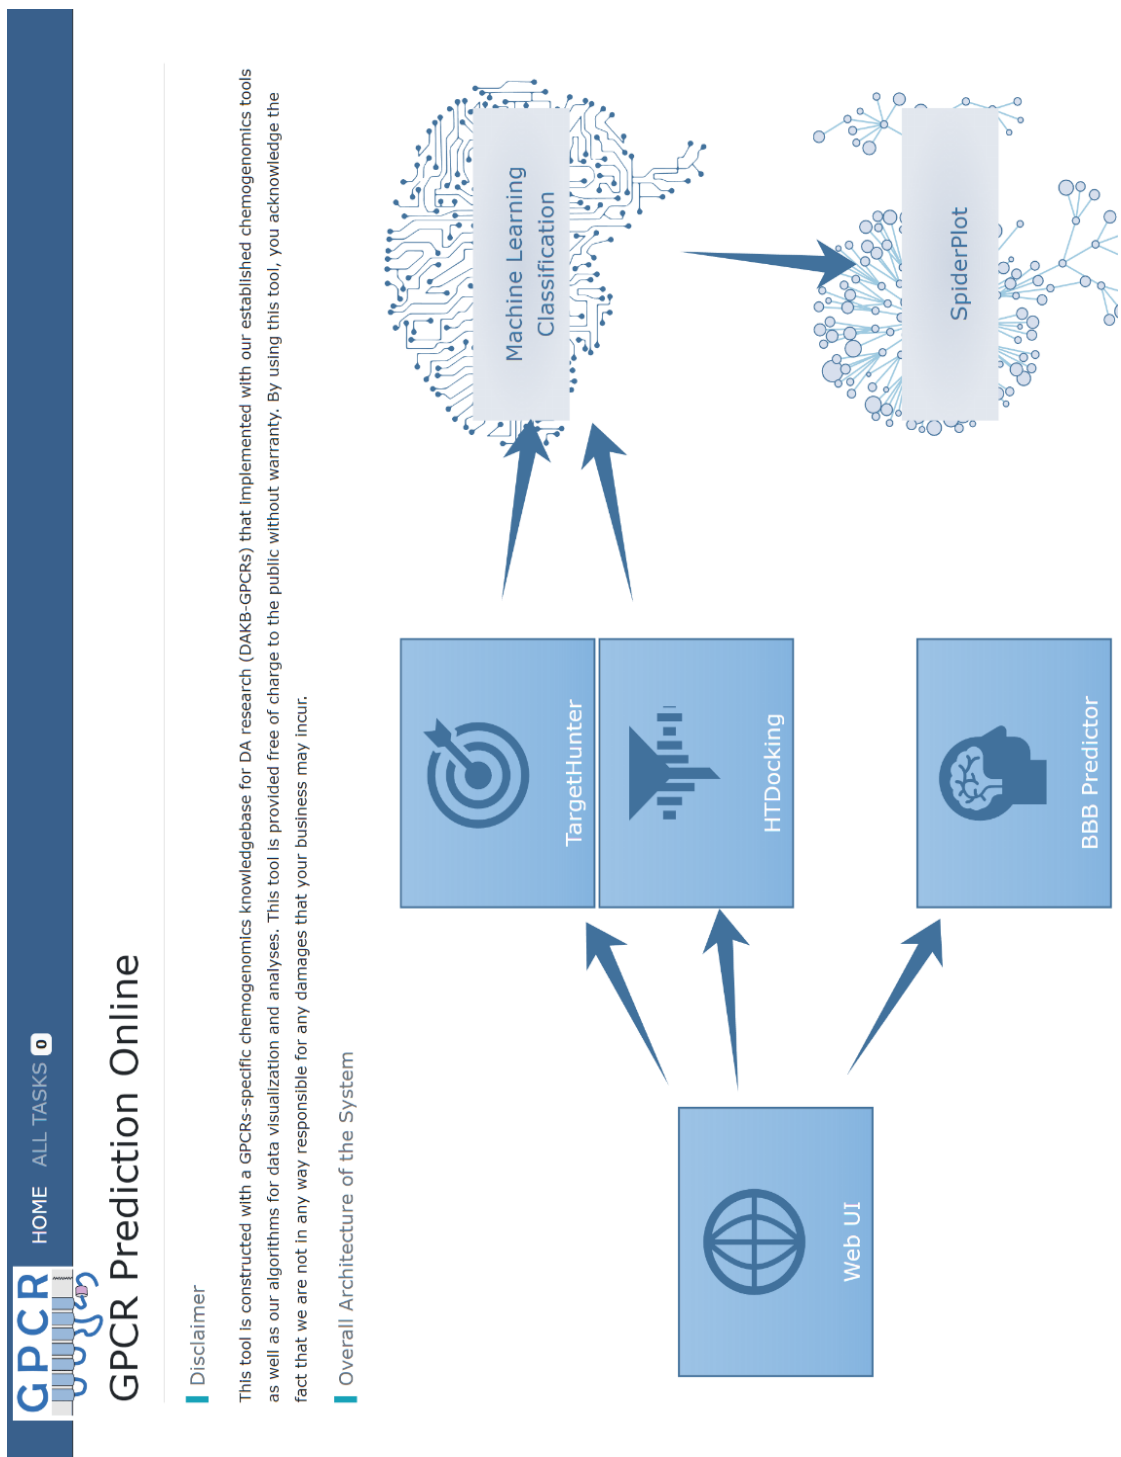 GPCR
HOME ALL TASKS 0
GPCR Prediction Online
Disclaimer
This tool is constructed with a GPCRs-specific chemogenomics knowledgebase for DA research (DAKB-GPCRs) that implemented with our established chemogenomics tools
as well as our algorithms for data visualization and analyses. This tool is provided free of charge to the public without warranty. By using this tool, you acknowledge the
fact that we are not in any way responsible for any damages that your business may incur.
Overall Architecture of the System
Web UI
TargetHunter
HTDocking
BBB Predictor
Machine Learning
Classification
SpiderPlot